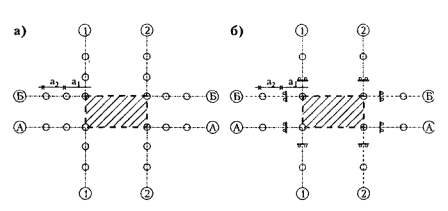 а) 1 2 б) 1 2
a₂ a₁ a₂ a₁
Б Б Б Б
А А А А
1 2 1 2